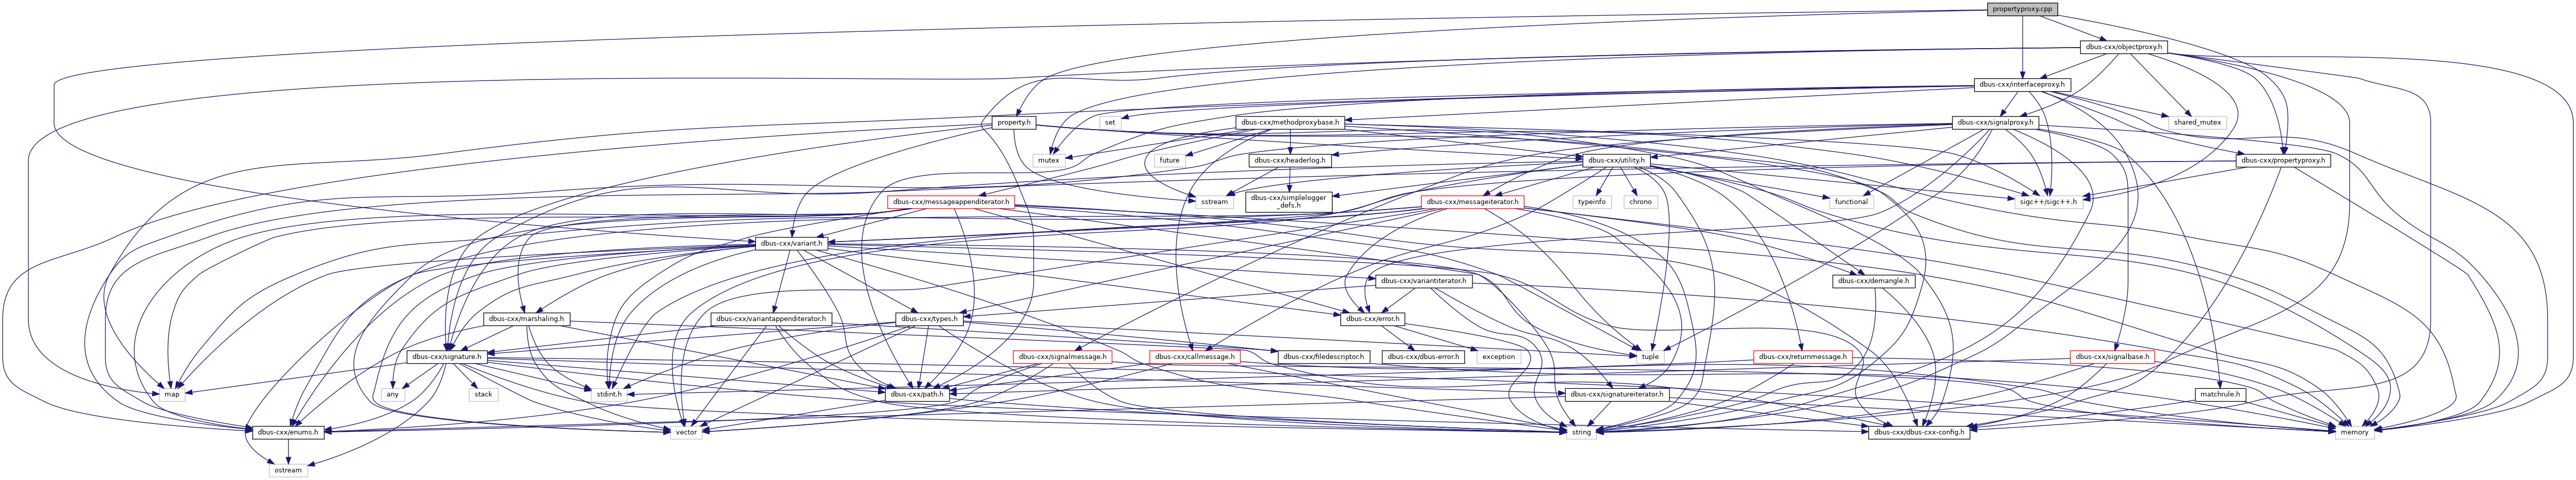 propertyproxy.cpp
dbus-cxx/objectproxy.h
dbus-cxx/interfaceproxy.h
property.h
set
dbus-cxx/methodproxybase.h
dbus-cxx/signalproxy.h
shared_mutex
mutex
future
dbus-cxx/headerlog.h
dbus-cxx/utility.h
dbus-cxx/propertyproxy.h
dbus-cxx/messageappenditerator.h
sstream
dbus-cxx/simplelogger
_defs.h
dbus-cxx/messageiterator.h
typeinfo
chrono
functional
sigc++/sigc++.h
dbus-cxx/variant.h
dbus-cxx/variantiterator.h
dbus-cxx/demangle.h
dbus-cxx/marshaling.h
dbus-cxx/variantappenditerator.h
dbus-cxx/types.h
dbus-cxx/error.h
dbus-cxx/signature.h
dbus-cxx/signalmessage.h
dbus-cxx/callmessage.h
dbus-cxx/filedescriptor.h
tuple
dbus-cxx/dbus-error.h
exception
dbus-cxx/returnmessage.h
dbus-cxx/signalbase.h
map
any
stack
stdint.h
dbus-cxx/path.h
dbus-cxx/signatureiterator.h
matchrule.h
dbus-cxx/enums.h
vector
string
dbus-cxx/dbus-cxx-config.h
memory
ostream